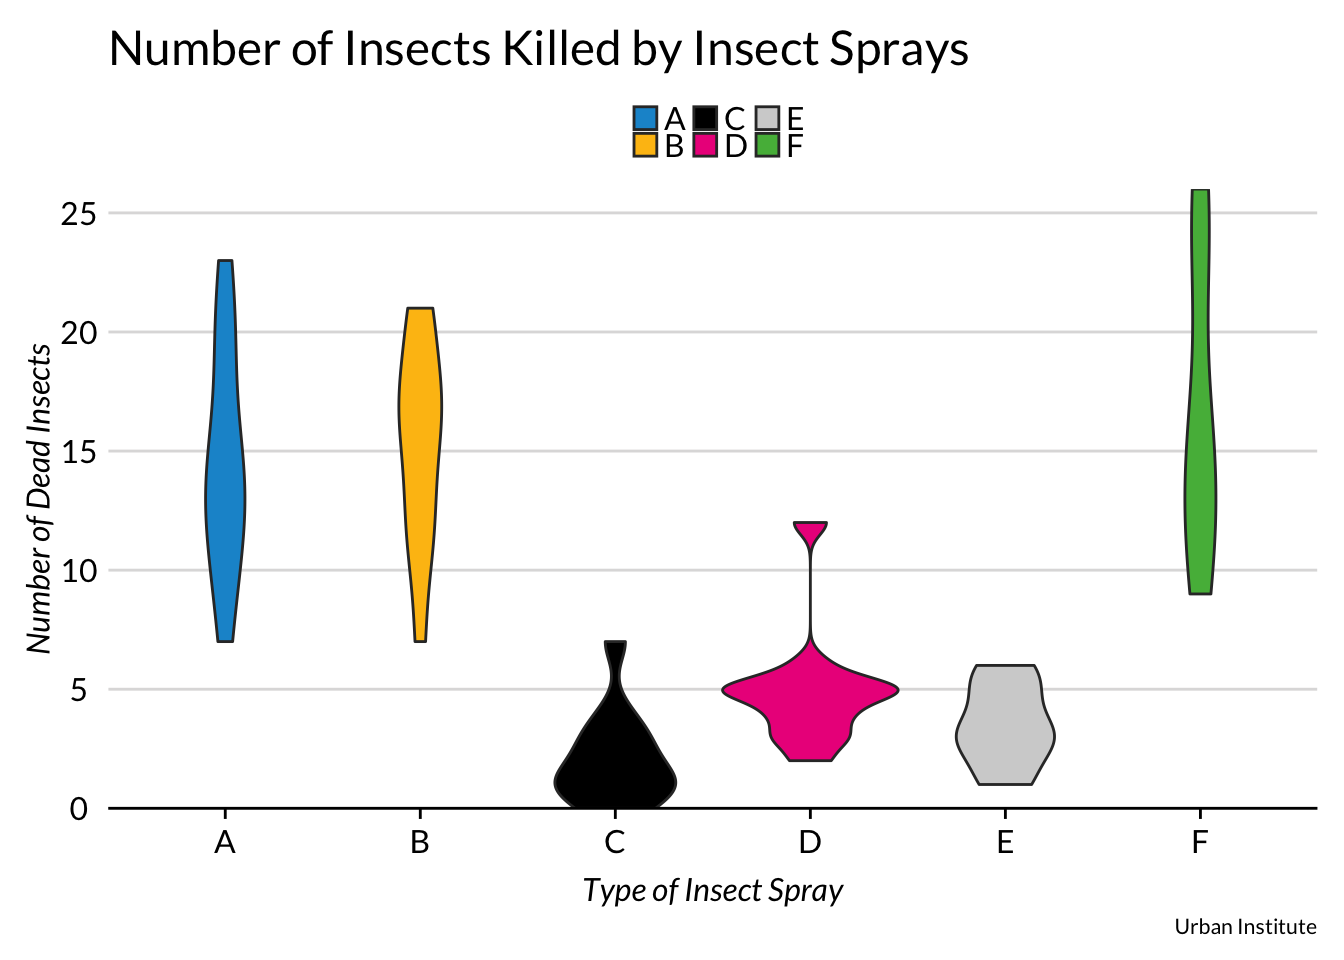 Number of Insects Killed by Insect Sprays
A C E
B D F
Number of Dead Insects
25
20
15
10
5
0
A B C D E F
Type of Insect Spray
Urban Institute